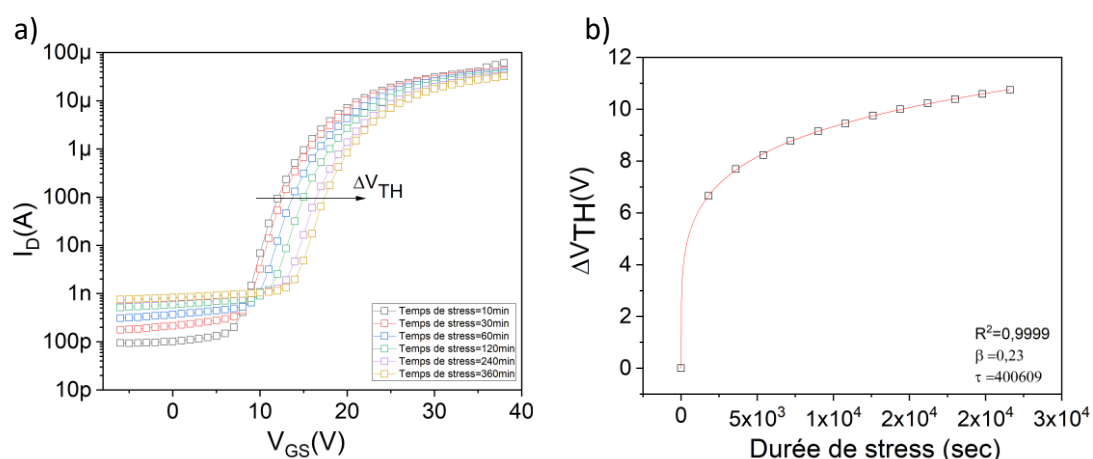 a)
100µ
10µ
1µ
100n
10n
1n
100p
10p
I_D(A)
ΔV_TH
Temps de stress=10min
Temps de stress=30min
Temps de stress=60min
Temps de stress=120min
Temps de stress=240min
Temps de stress=360min
0 10 20 30 40
V_GS(V)
b)
12
10
8
6
4
2
0
ΔVTH(V)
R²=0,9999
β=0,23
τ=400609
0 5x10³ 1x10⁴ 2x10⁴ 2x10⁴ 3x10⁴
Durée de stress (sec)